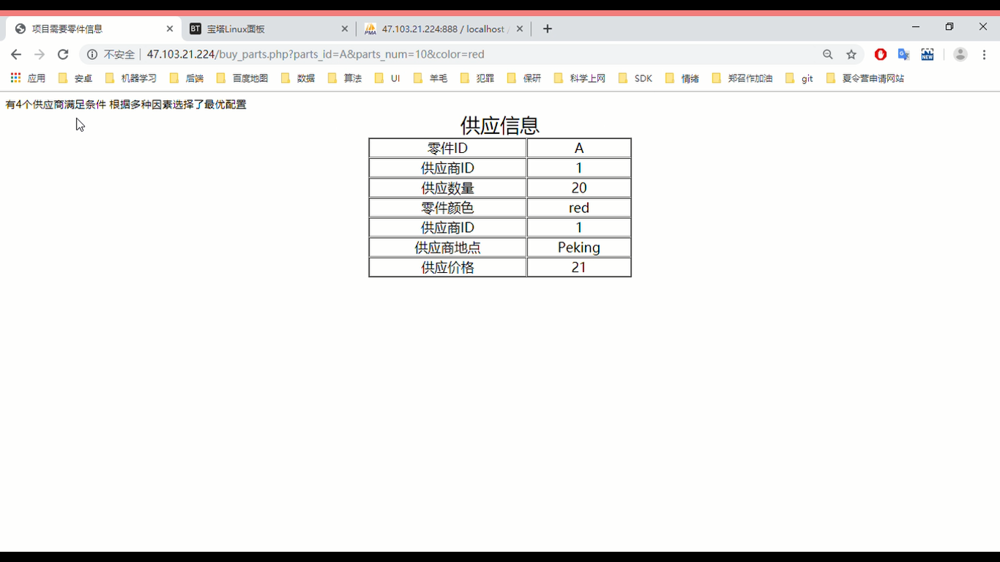 项目需要零件信息
宝塔Linux面板
47.103.21.224:888 / localhost /
不安全 47.103.21.224/buy_parts.php?parts_id=A&parts_num=10&color=red
应用 安卓 机器学习 后端 百度地图 数据 算法 UI 羊毛 犯罪 保研 科学上网 SDK 情绪 郑召作加油 git 夏令营申请网站
有4个供应商满足条件 根据多种因素选择了最优配置
供应信息
零件ID A
供应商ID 1
供应数量 20
零件颜色 red
供应商ID 1
供应商地点 Peking
供应价格 21
BT
PMA
NEW